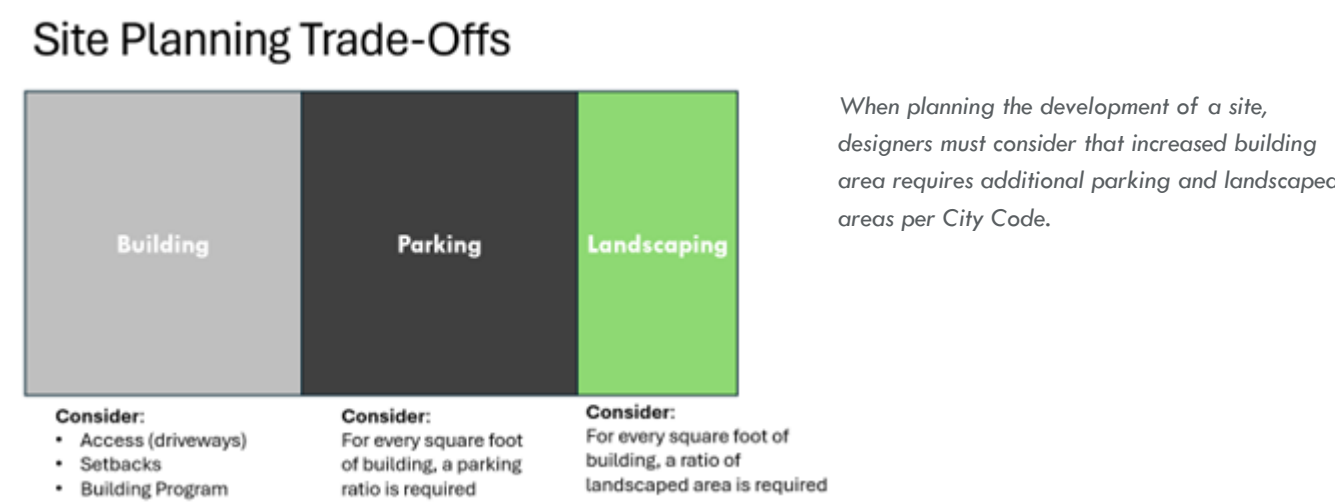 Site Planning Trade-Offs
When planning the development of a site,
designers must consider that increased building
area requires additional parking and landscaped
areas per City Code.
Building
Parking
Landscaping
Consider:
• Access (driveways)
• Setbacks
• Building Program
Consider:
For every square foot
of building, a parking
ratio is required
Consider:
For every square foot of
building, a ratio of
landscaped area is required